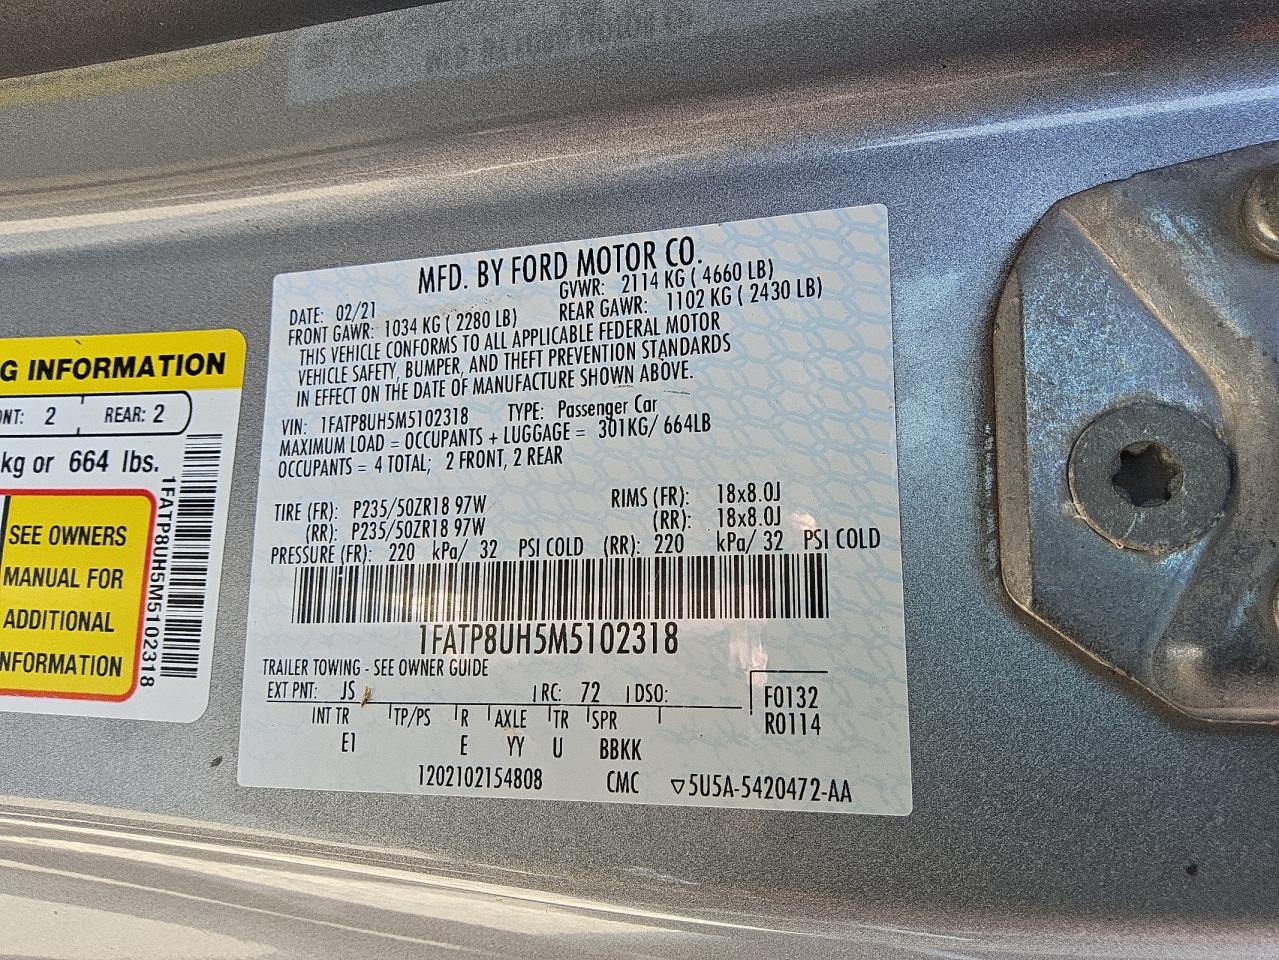 MFD. BY FORD MOTOR CO.
DATE: 02/21 GVWR: 2114 KG ( 4660 LB)
FRONT GAWR: 1034 KG ( 2280 LB) REAR GAWR: 1102 KG ( 2430 LB)
THIS VEHICLE CONFORMS TO ALL APPLICABLE FEDERAL MOTOR
VEHICLE SAFETY, BUMPER, AND THEFT PREVENTION STANDARDS
IN EFFECT ON THE DATE OF MANUFACTURE SHOWN ABOVE.
VIN: 1FATP8UH5M5102318 TYPE: Passenger Car
MAXIMUM LOAD = OCCUPANTS + LUGGAGE = 301KG/ 664LB
OCCUPANTS = 4 TOTAL; 2 FRONT, 2 REAR
TIRE (FR): P235/50ZR18 97W RIMS (FR): 18x8.0J
(RR): P235/50ZR18 97W (RR): 18x8.0J
PRESSURE (FR): 220 kPa/ 32 PSI COLD (RR): 220 kPa/ 32 PSI COLD
1FATP8UH5M5102318
TRAILER TOWING - SEE OWNER GUIDE
EXT PNT: JS RC: 72 DSO:
INT TR TP/PS R AXLE TR SPR
E1 E YY U BBKK
F0132
R0114
1202102154808 CMC ▽5U5A-5420472-AA
G INFORMATION
NT: 2 REAR: 2
kg or 664 lbs.
SEE OWNERS
MANUAL FOR
ADDITIONAL
NFORMATION
1FATP8UH5M5102318